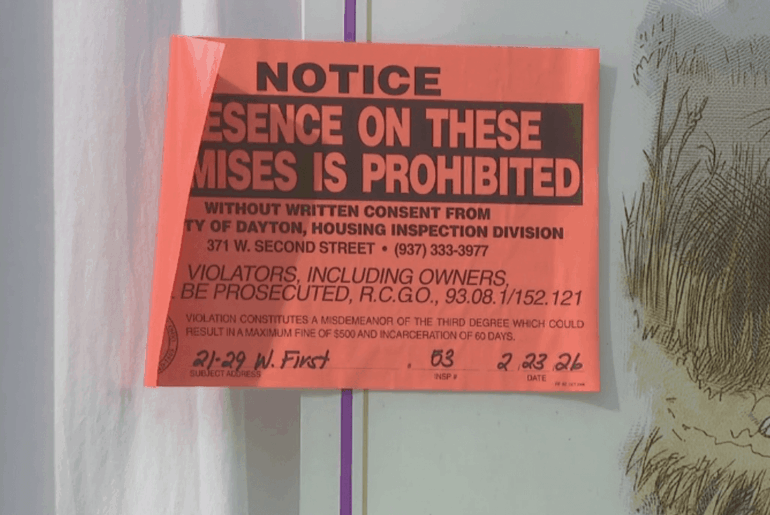 NOTICE
ESENCE ON THESE
MISES IS PROHIBITED
WITHOUT WRITTEN CONSENT FROM
TY OF DAYTON, HOUSING INSPECTION DIVISION
371 W. SECOND STREET • (937) 333-3977
VIOLATORS, INCLUDING OWNERS,
BE PROSECUTED, R.C.G.O., 93.08.1/152.121
VIOLATION CONSTITUTES A MISDEMEANOR OF THE THIRD DEGREE WHICH COULD
RESULT IN A MAXIMUM FINE OF $500 AND INCARCERATION OF 60 DAYS.
21-29 W. First 53 2 23 26
SUBJECT ADDRESS INSP # DATE